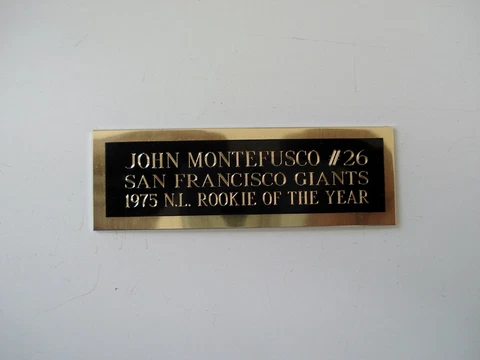 JOHN MONTEFUSCO #26
SAN FRANCISCO GIANTS
1975 N.L. ROOKIE OF THE YEAR